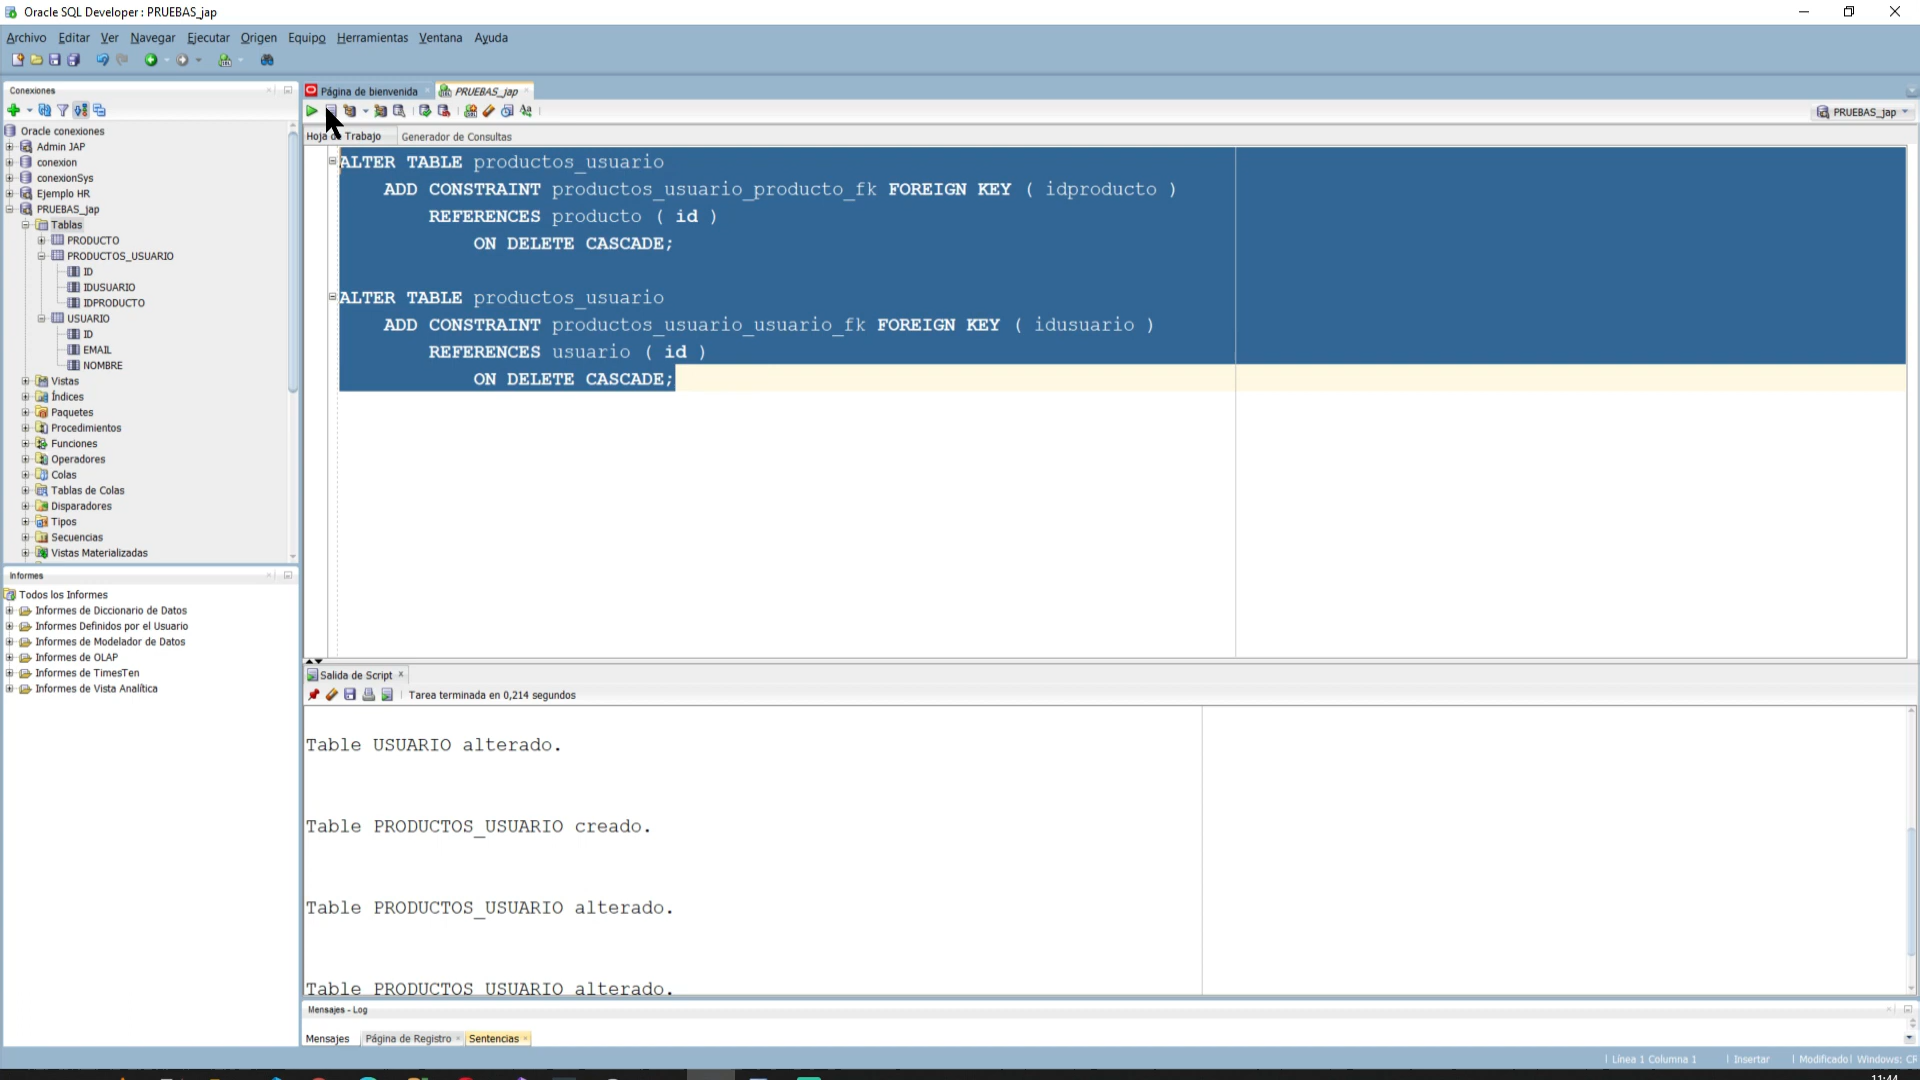 Oracle SQL Developer : PRUEBAS_jap
Archivo Editar Ver Navegar Ejecutar Origen Equipo Herramientas Ventana Ayuda
Conexiones
Oracle conexiones
Admin JAP
conexion
conexionSys
Ejemplo HR
PRUEBAS_jap
Tablas
PRODUCTO
PRODUCTOS_USUARIO
ID
IDUSUARIO
IDPRODUCTO
USUARIO
ID
EMAIL
NOMBRE
Vistas
Índices
Paquetes
Procedimientos
Funciones
Operadores
Colas
Tablas de Colas
Disparadores
Tipos
Secuencias
Vistas Materializadas
Informes
Todos los Informes
Informes de Diccionario de Datos
Informes Definidos por el Usuario
Informes de Modelador de Datos
Informes de OLAP
Informes de TimesTen
Informes de Vista Analítica
Página de bienvenida PRUEBAS_jap
PRUEBAS_jap
Hoja Trabajo Generador de Consultas
ALTER TABLE productos_usuario
ADD CONSTRAINT productos_usuario_producto_fk FOREIGN KEY ( idproducto )
REFERENCES producto ( id )
ON DELETE CASCADE;
ALTER TABLE productos_usuario
ADD CONSTRAINT productos_usuario_usuario_fk FOREIGN KEY ( idusuario )
REFERENCES usuario ( id )
ON DELETE CASCADE;
Salida de Script
Tarea terminada en 0,214 segundos
Table USUARIO alterado.
Table PRODUCTOS_USUARIO creado.
Table PRODUCTOS_USUARIO alterado.
Table PRODUCTOS_USUARIO alterado.
Mensajes - Log
Mensajes Página de Registro Sentencias
Línea 1 Columna 1 Insertar Modificado Windows: CR
11:44